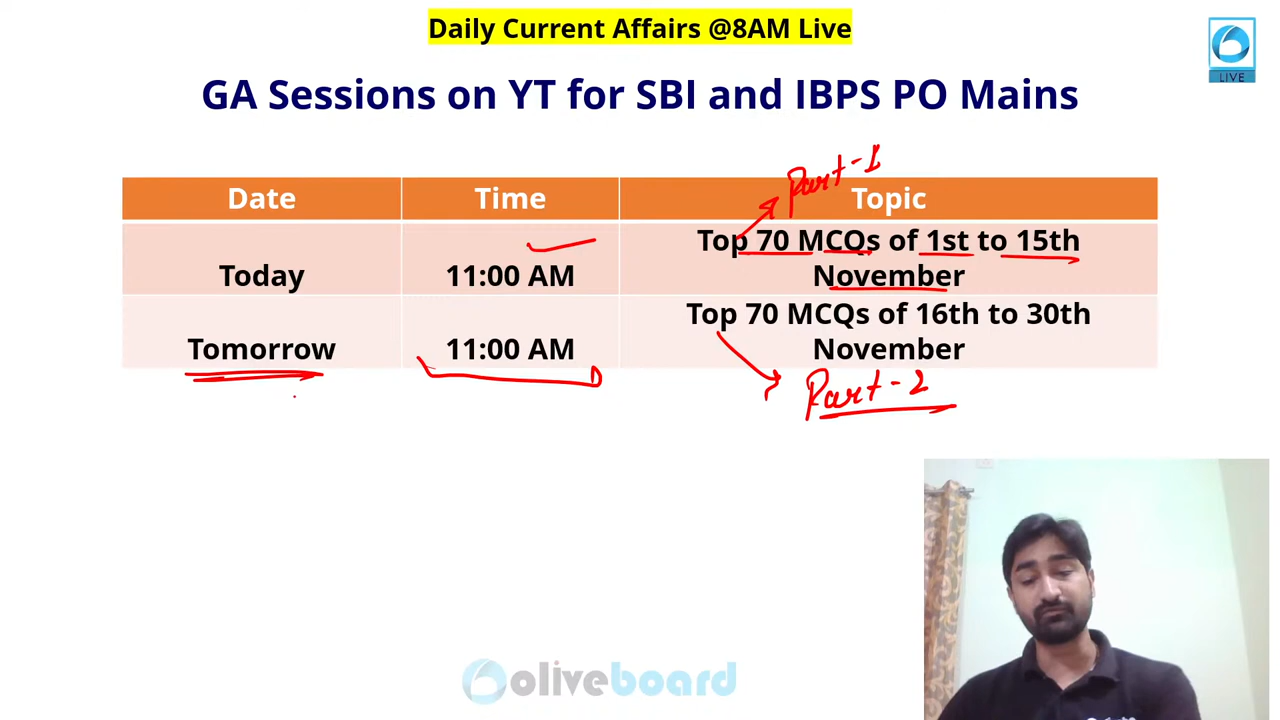 Daily Current Affairs @8AM Live
LIVE
GA Sessions on YT for SBI and IBPS PO Mains
Part-1
Date Time Topic
Today 11:00 AM Top 70 MCQs of 1st to 15th
November
Tomorrow 11:00 AM Top 70 MCQs of 16th to 30th
November
Part-2
oliveboard